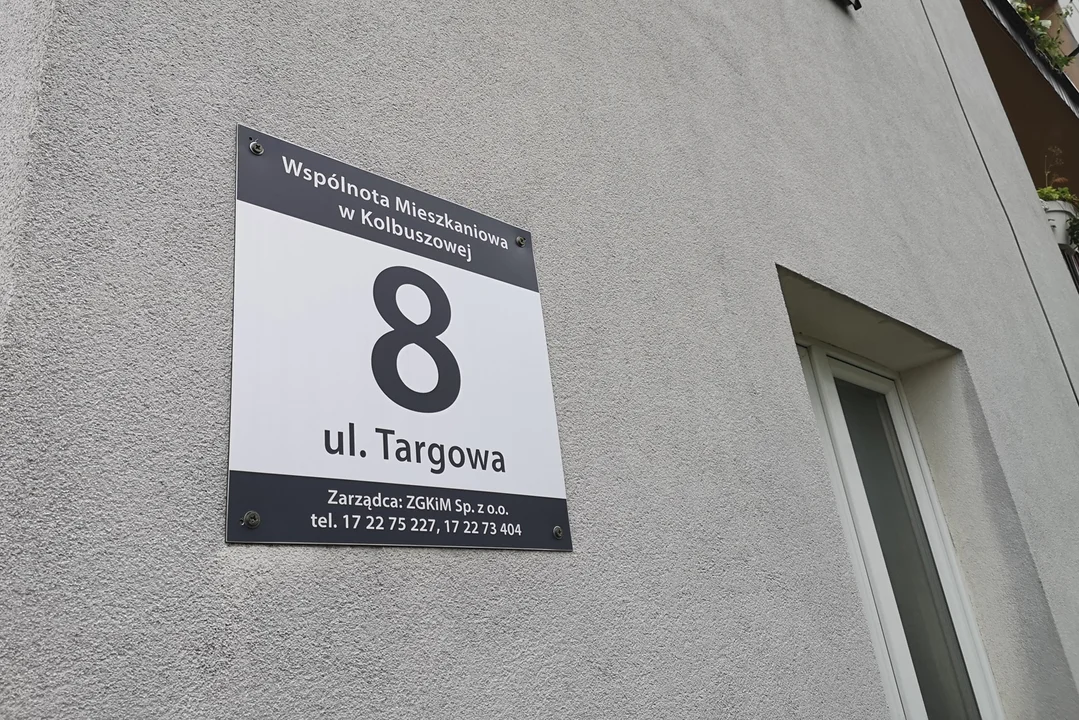 Wspólnota Mieszkaniowa
w Kolbuszowej
8
ul. Targowa
Zarządca: ZGKiM Sp. z o.o.
tel. 17 22 75 227, 17 22 73 404